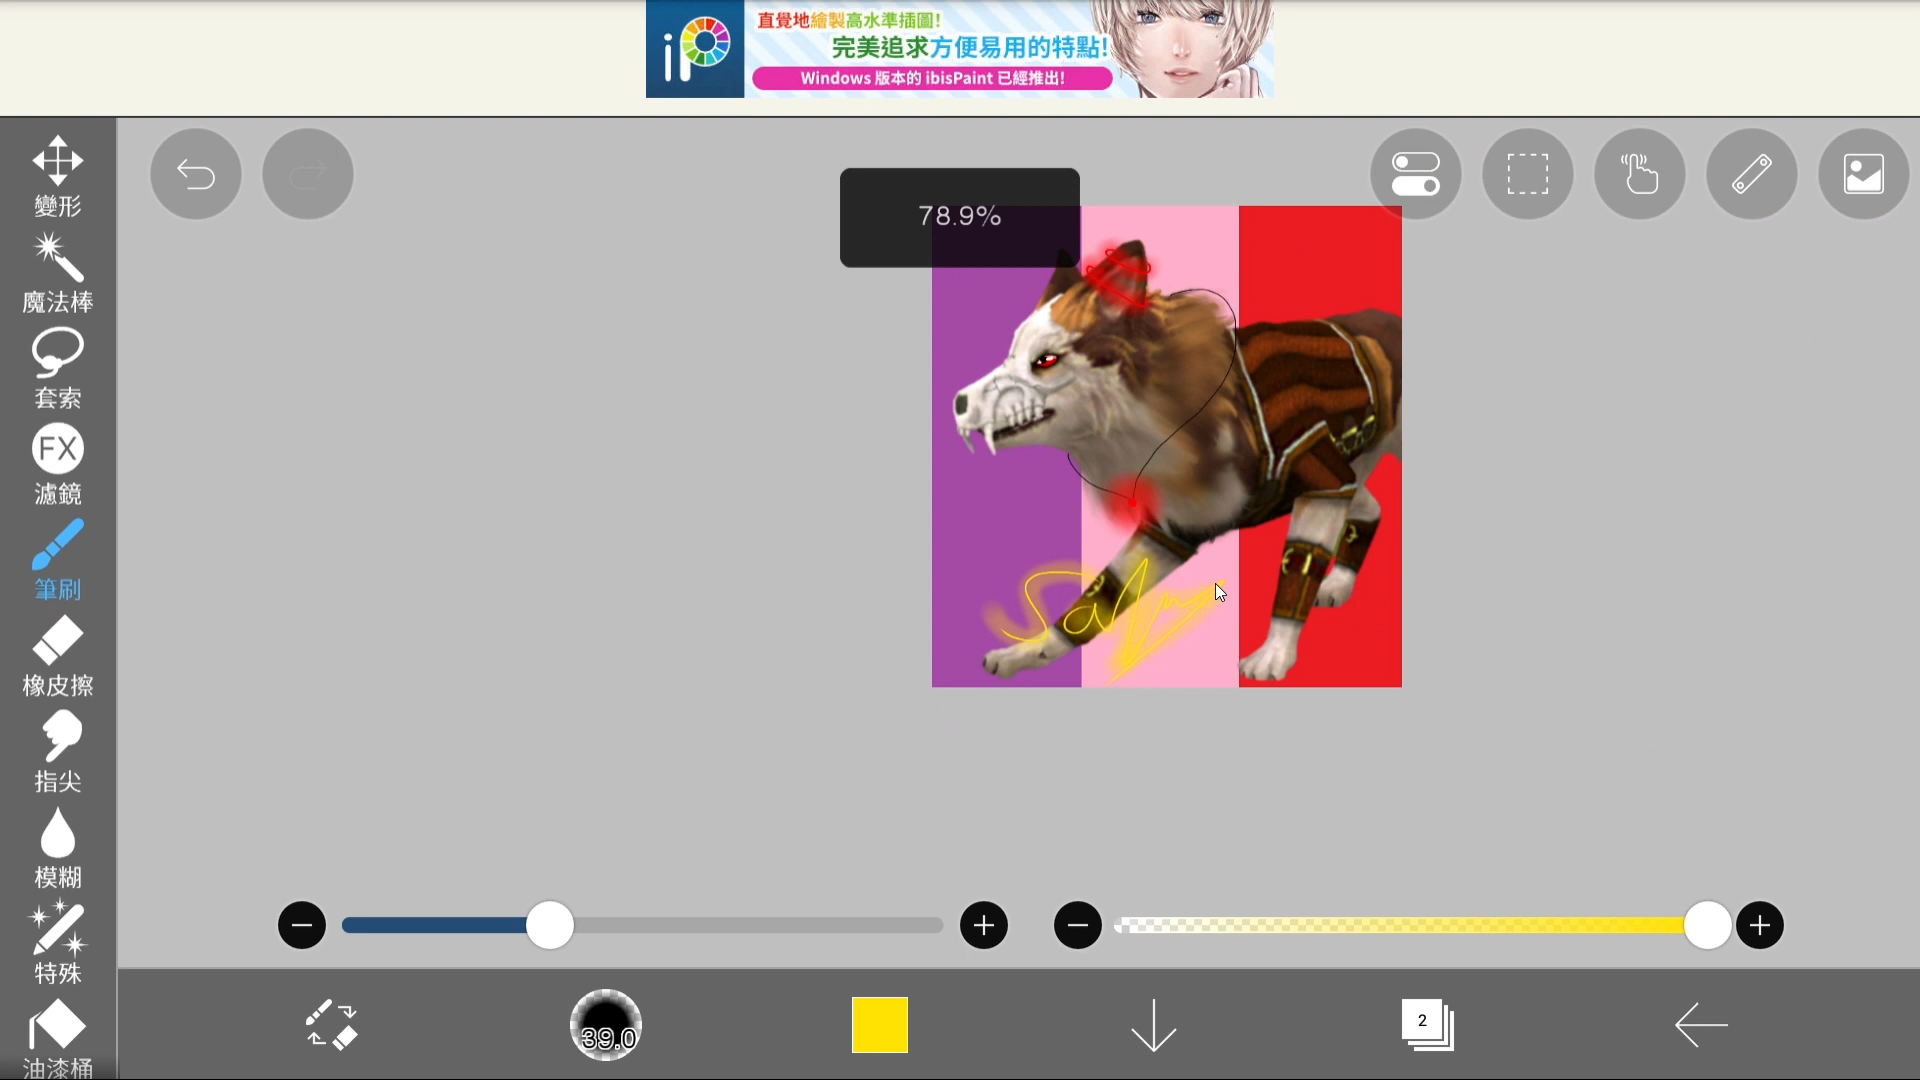 iP
直覺地繪製高水準插圖!
完美追求方便易用的特點!
Windows 版本的 ibisPaint 已經推出!
變形
魔法棒
套索
FX
濾鏡
筆刷
橡皮擦
指尖
模糊
特殊
油漆桶
78.9%
39.0
2